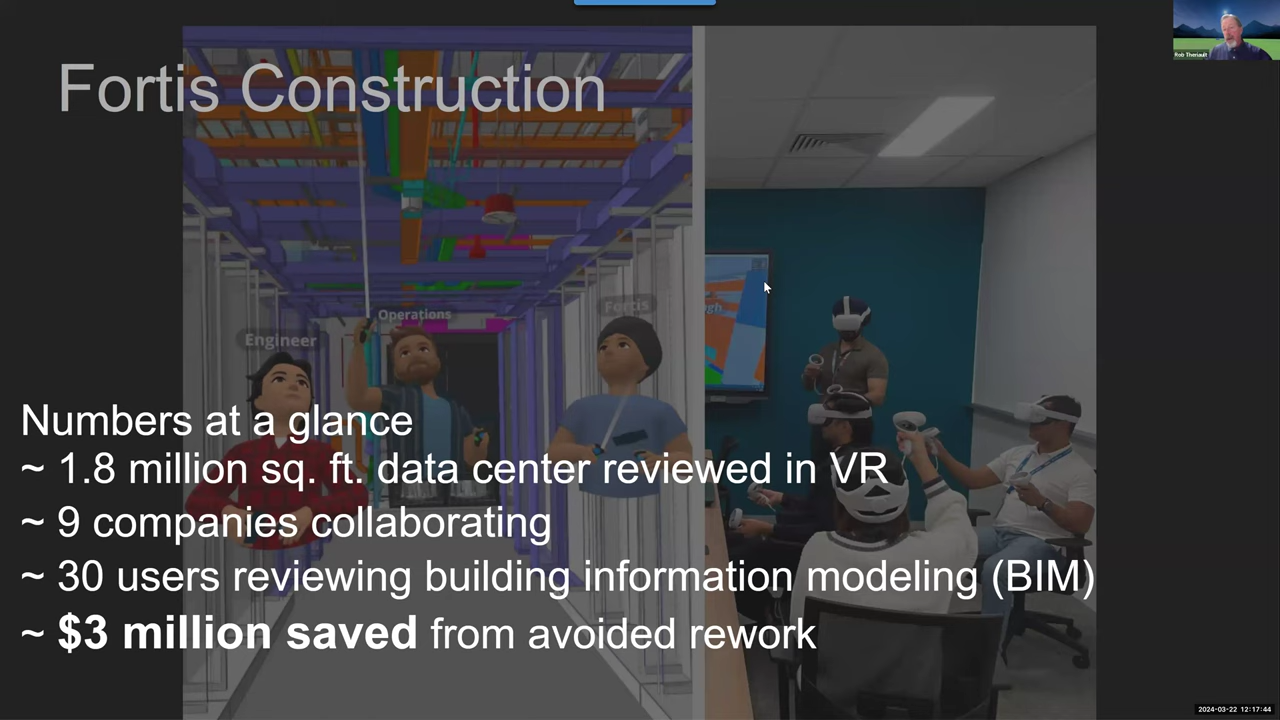 Rob Theriault
Fortis Construction
Fortis
Operations
Engineer
Numbers at a glance
~ 1.8 million sq. ft. data center reviewed in VR
~ 9 companies collaborating
~ 30 users reviewing building information modeling (BIM)
~ $3 million saved from avoided rework
2024-03-22 12:17:44